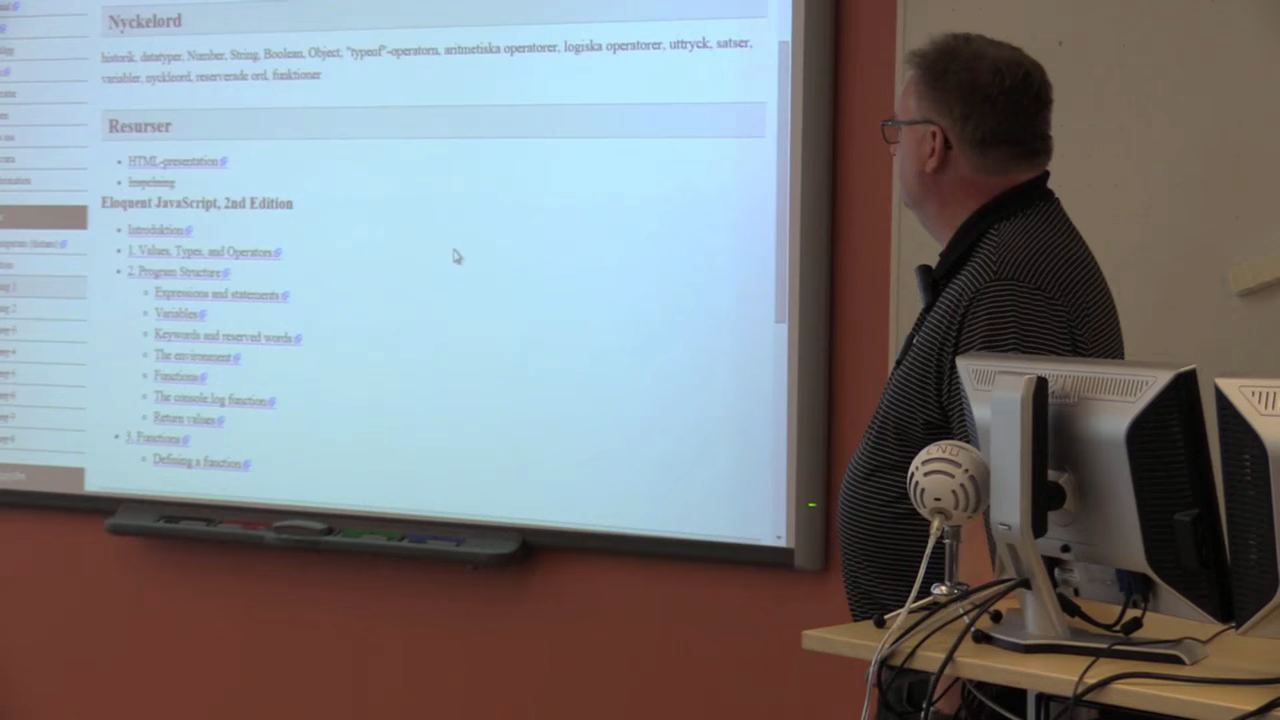 Nyckelord
historik, datatyper, Number, String, Boolean, Object, "typeof"-operatorn, aritmetiska operatorer, logiska operatorer, uttryck, satser,
variabler, nyckleord, reserverade ord, funktioner
Resurser
HTML-presentation
Inspelning
Eloquent JavaScript, 2nd Edition
Introduktion
1. Values, Types, and Operators
2. Program Structure
Expressions and statements
Variables
Keywords and reserved words
The environment
Functions
The console.log function
Return values
3. Functions
Defining a function